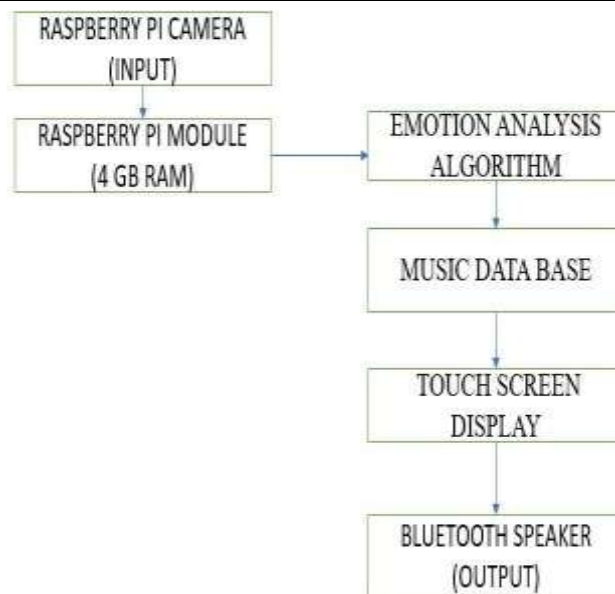 RASPBERRY PI CAMERA
(INPUT)
RASPBERRY PI MODULE
(4 GB RAM)
EMOTION ANALYSIS
ALGORITHM
MUSIC DATA BASE
TOUCH SCREEN
DISPLAY
BLUETOOTH SPEAKER
(OUTPUT)